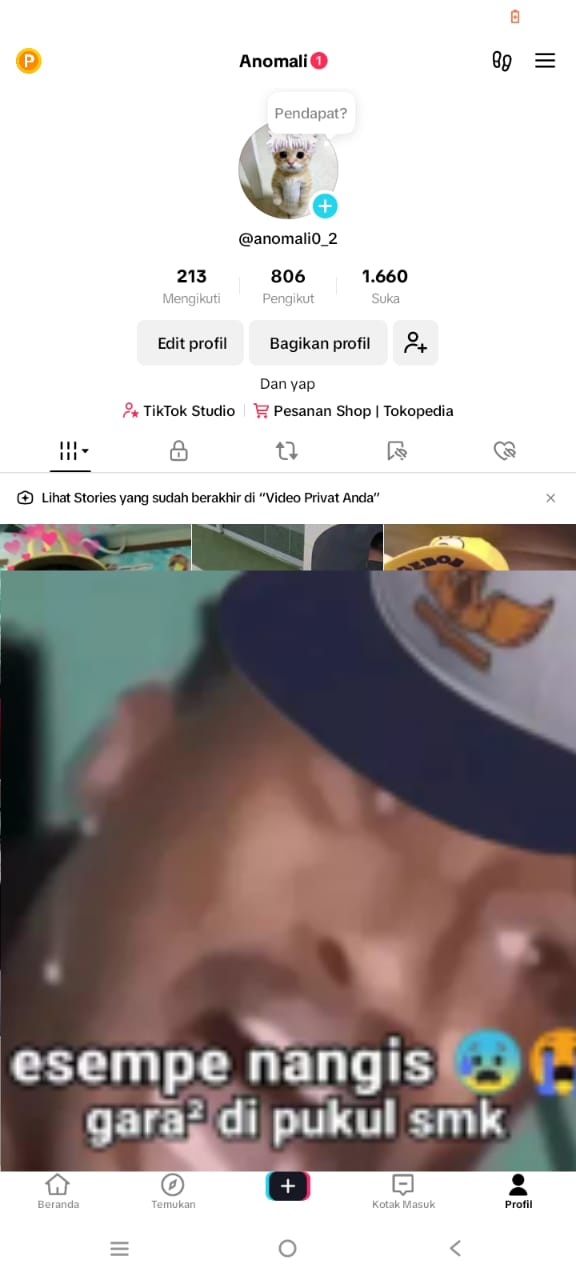 P
Anomali 1
Pendapat?
@anomali0_2
213 806 1.660
Mengikuti Pengikut Suka
Edit profil Bagikan profil
Dan yap
TikTok Studio Pesanan Shop | Tokopedia
Lihat Stories yang sudah berakhir di “Video Privat Anda”
esempe nangis 😰😭
gara² di pukul smk
Beranda Temukan Kotak Masuk Profil